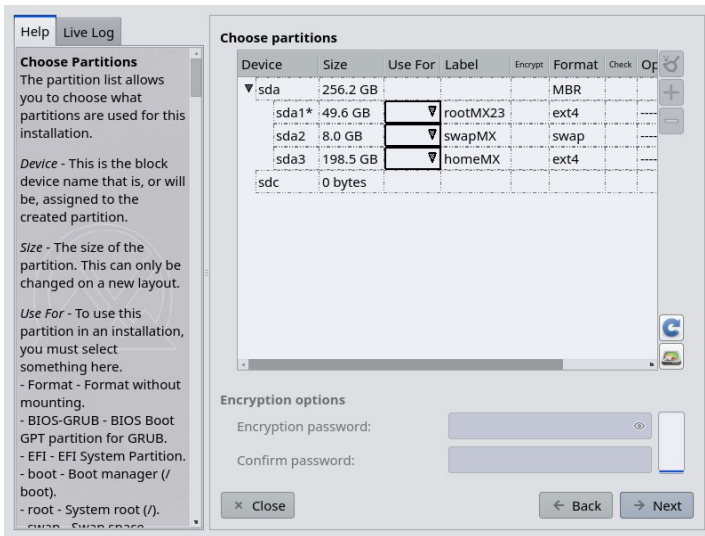 Help Live Log
Choose Partitions
The partition list allows
you to choose what
partitions are used for this
installation.
Device - This is the block
device name that is, or will
be, assigned to the
created partition.
Size - The size of the
partition. This can only be
changed on a new layout.
Use For - To use this
partition in an installation,
you must select
something here.
- Format - Format without
mounting.
- BIOS-GRUB - BIOS Boot
GPT partition for GRUB.
- EFI - EFI System Partition.
- boot - Boot manager (/
boot).
- root - System root (/).
- swap - Swap space
Choose partitions
Device Size Use For Label Encrypt Format Check Op
sda 256.2 GB MBR
sda1* 49.6 GB rootMX23 ext4 ----
sda2 8.0 GB swapMX swap ----
sda3 198.5 GB homeMX ext4 ----
sdc 0 bytes
Encryption options
Encryption password:
Confirm password:
Close Back Next